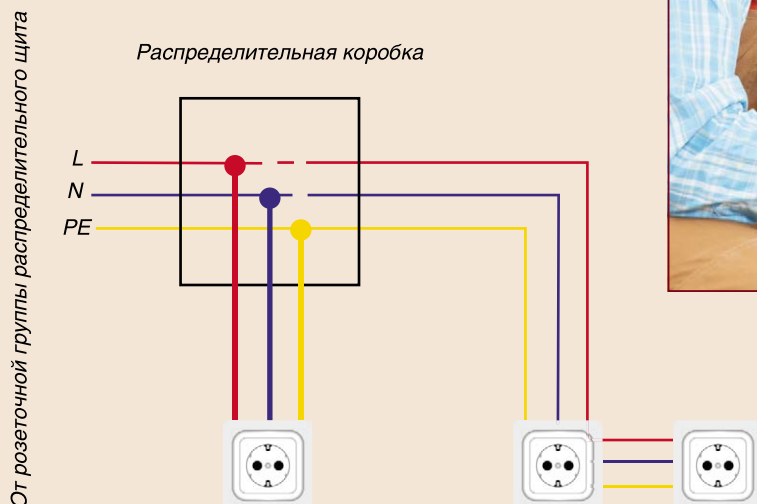 От розеточной группы распределительного щита
Распределительная коробка
L
N
PE